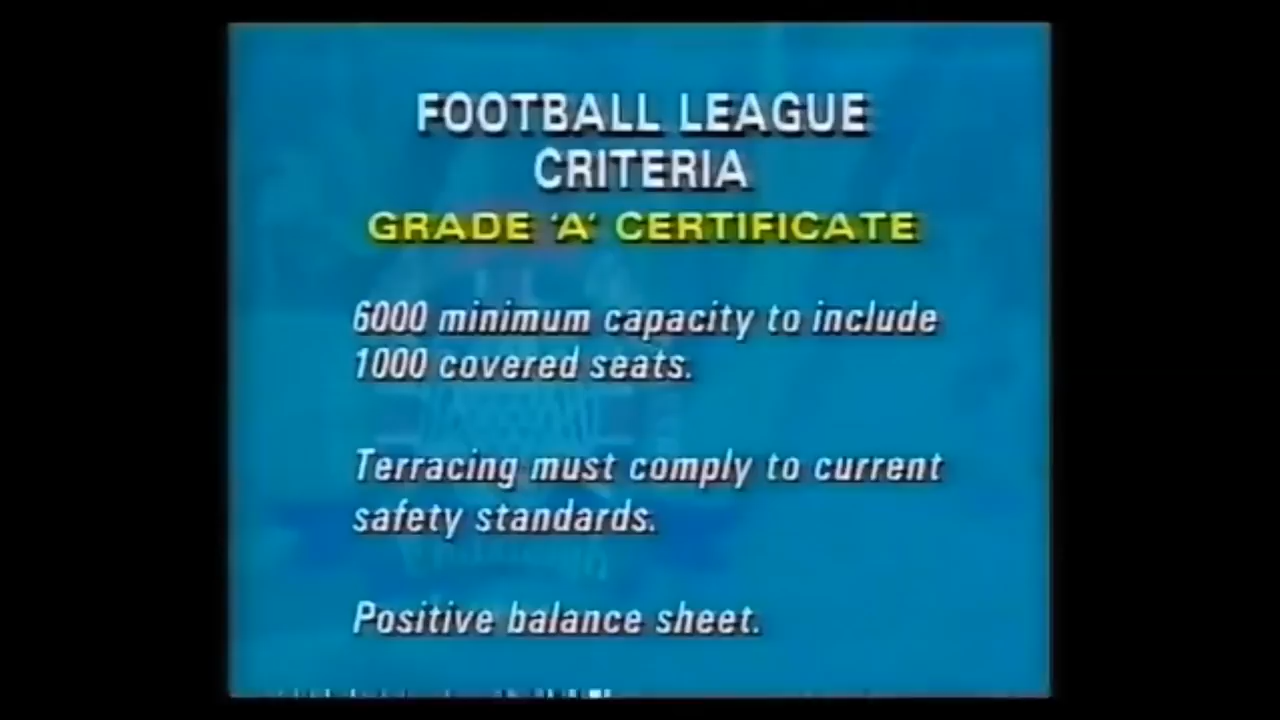 FOOTBALL LEAGUE
CRITERIA
GRADE 'A' CERTIFICATE
6000 minimum capacity to include
1000 covered seats.
Terracing must comply to current
safety standards.
Positive balance sheet.